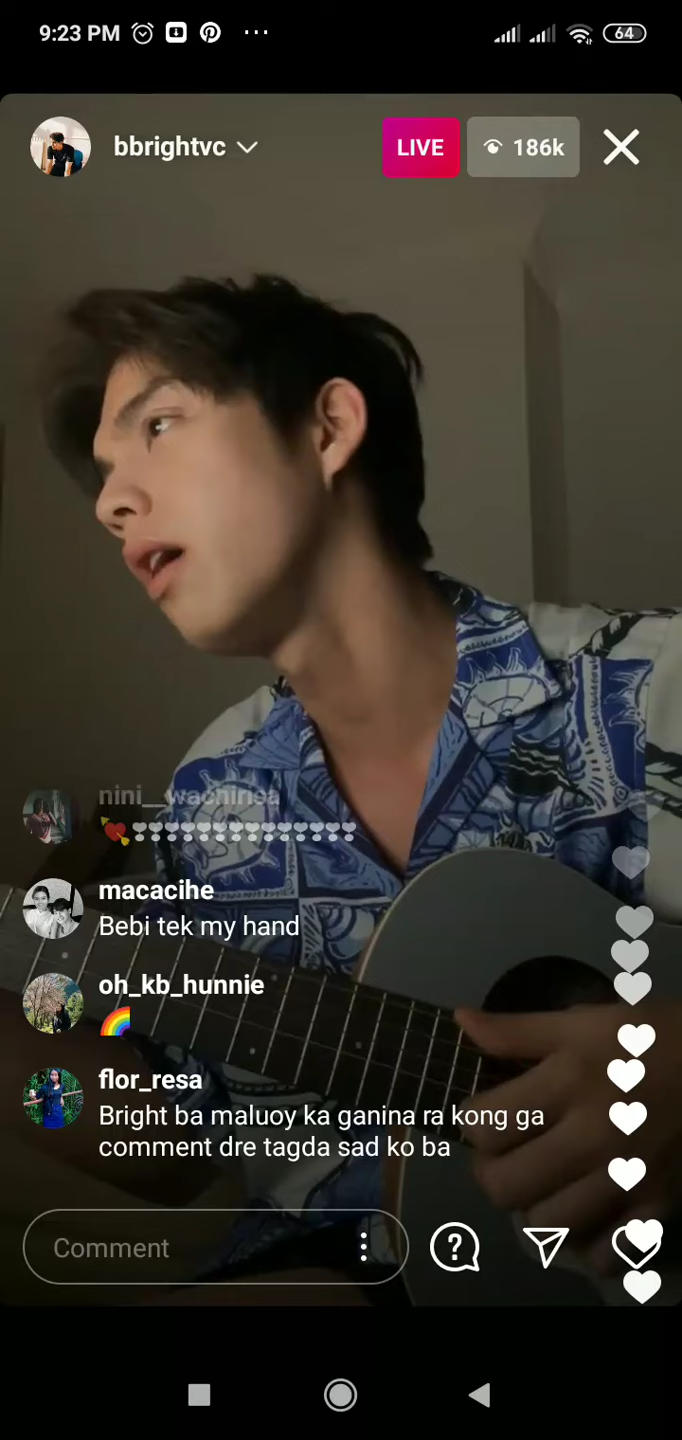 9:23 PM
64
bbrightvc
LIVE
186k
nini__wachirisa
macacihe
Bebi tek my hand
oh_kb_hunnie
flor_resa
Bright ba maluoy ka ganina ra kong ga
comment dre tagda sad ko ba
Comment